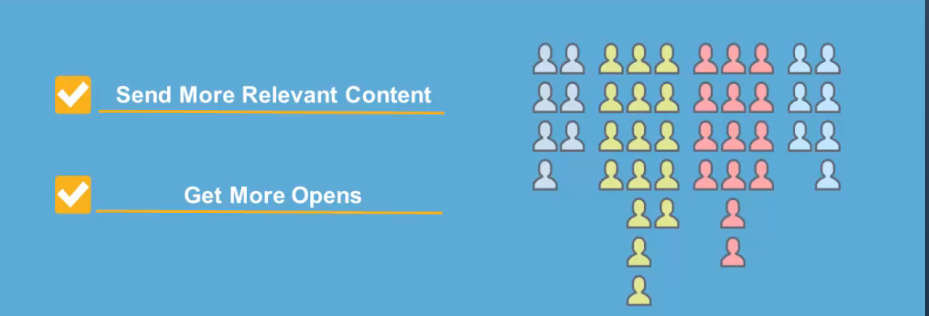 Send More Relevant Content
Get More Opens